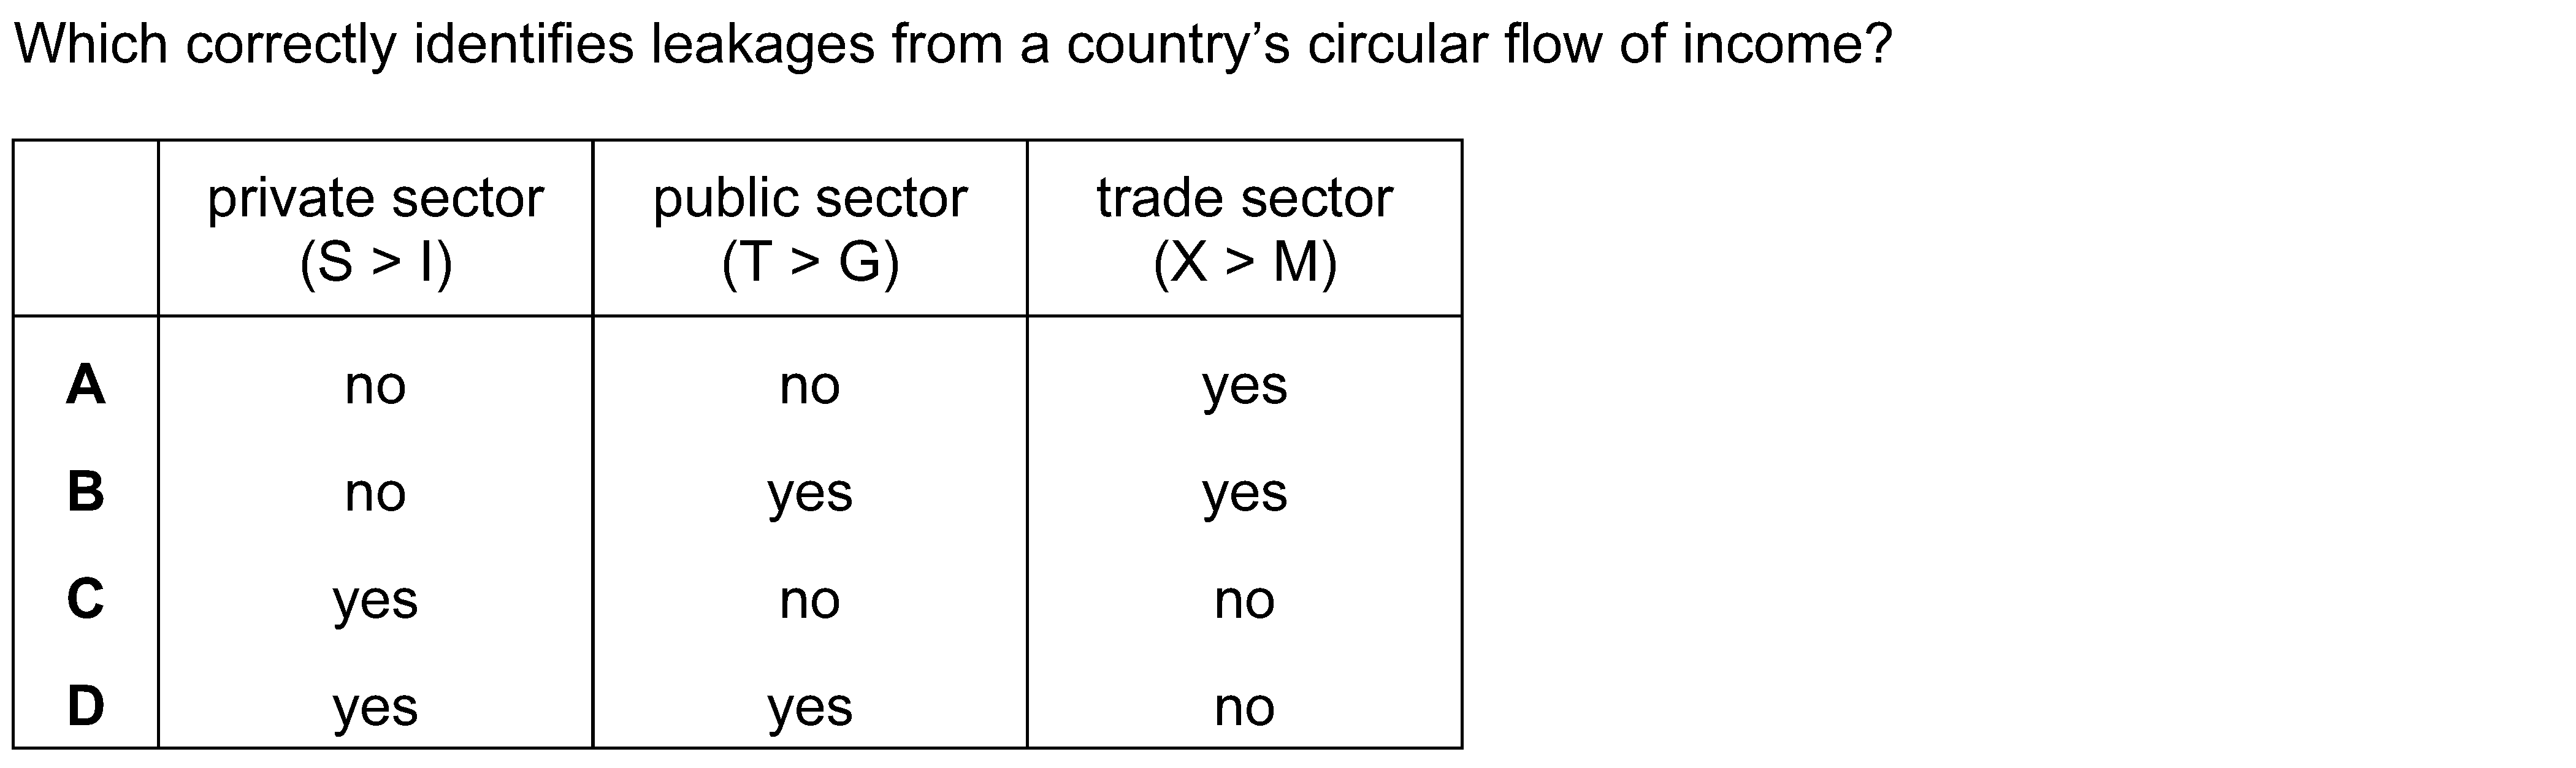 Which correctly identifies leakages from a country’s circular flow of income?
private sector public sector trade sector
(S > I) (T > G) (X > M)
A no no yes
B no yes yes
C yes no no
D yes yes no